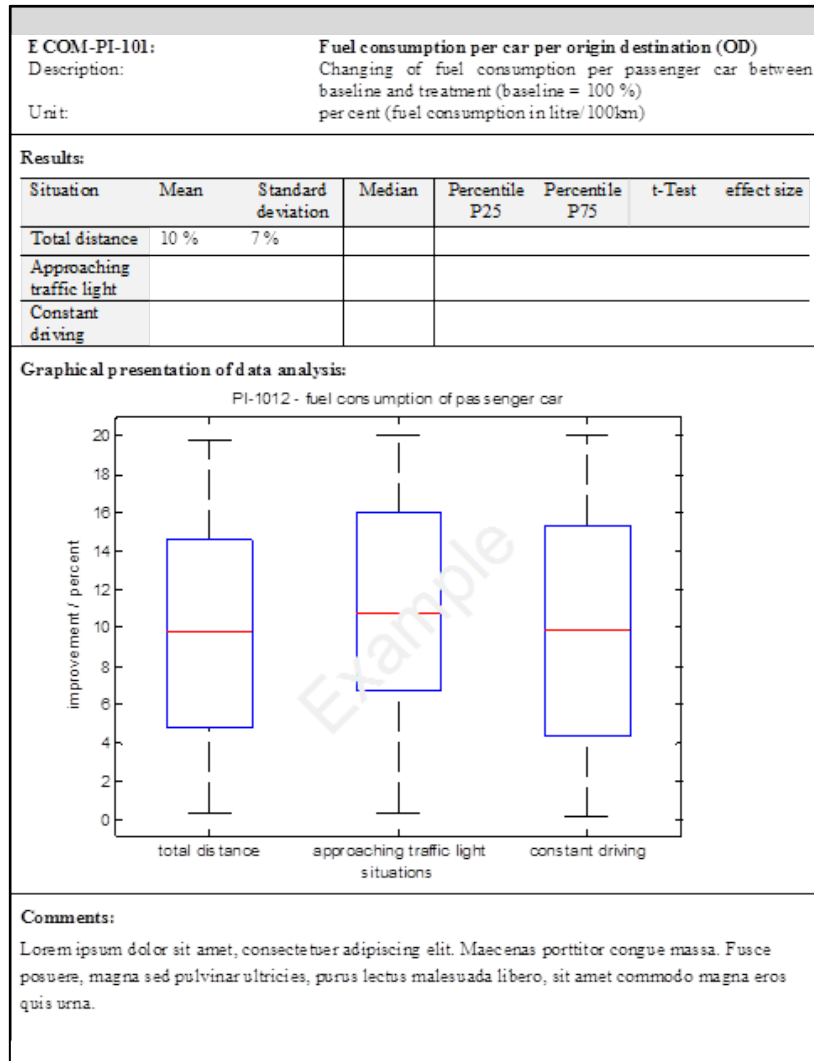 E COM-PI-101: Fuel consumption per car per origin destination (OD)
Description: Changing of fuel consumption per passenger car between
baseline and treatment (baseline = 100 %)
Unit: per cent (fuel consumption in litre/100km)
Results:
Situation Mean Standard deviation Median Percentile P25 Percentile P75 t-Test effect size
Total distance 10 % 7 %
Approaching traffic light
Constant driving
Graphical presentation of data analysis:
PI-1012 - fuel consumption of passenger car
improvement / percent
20
18
16
14
12
10
8
6
4
2
0
Example
total distance approaching traffic light constant driving
situations
Comments:
Lorem ipsum dolor sit amet, consectetuer adipiscing elit. Maecenas porttitor congue massa. Fusce
posuere, magna sed pulvinar ultricies, purus lectus malesuada libero, sit amet commodo magna eros
quis urna.